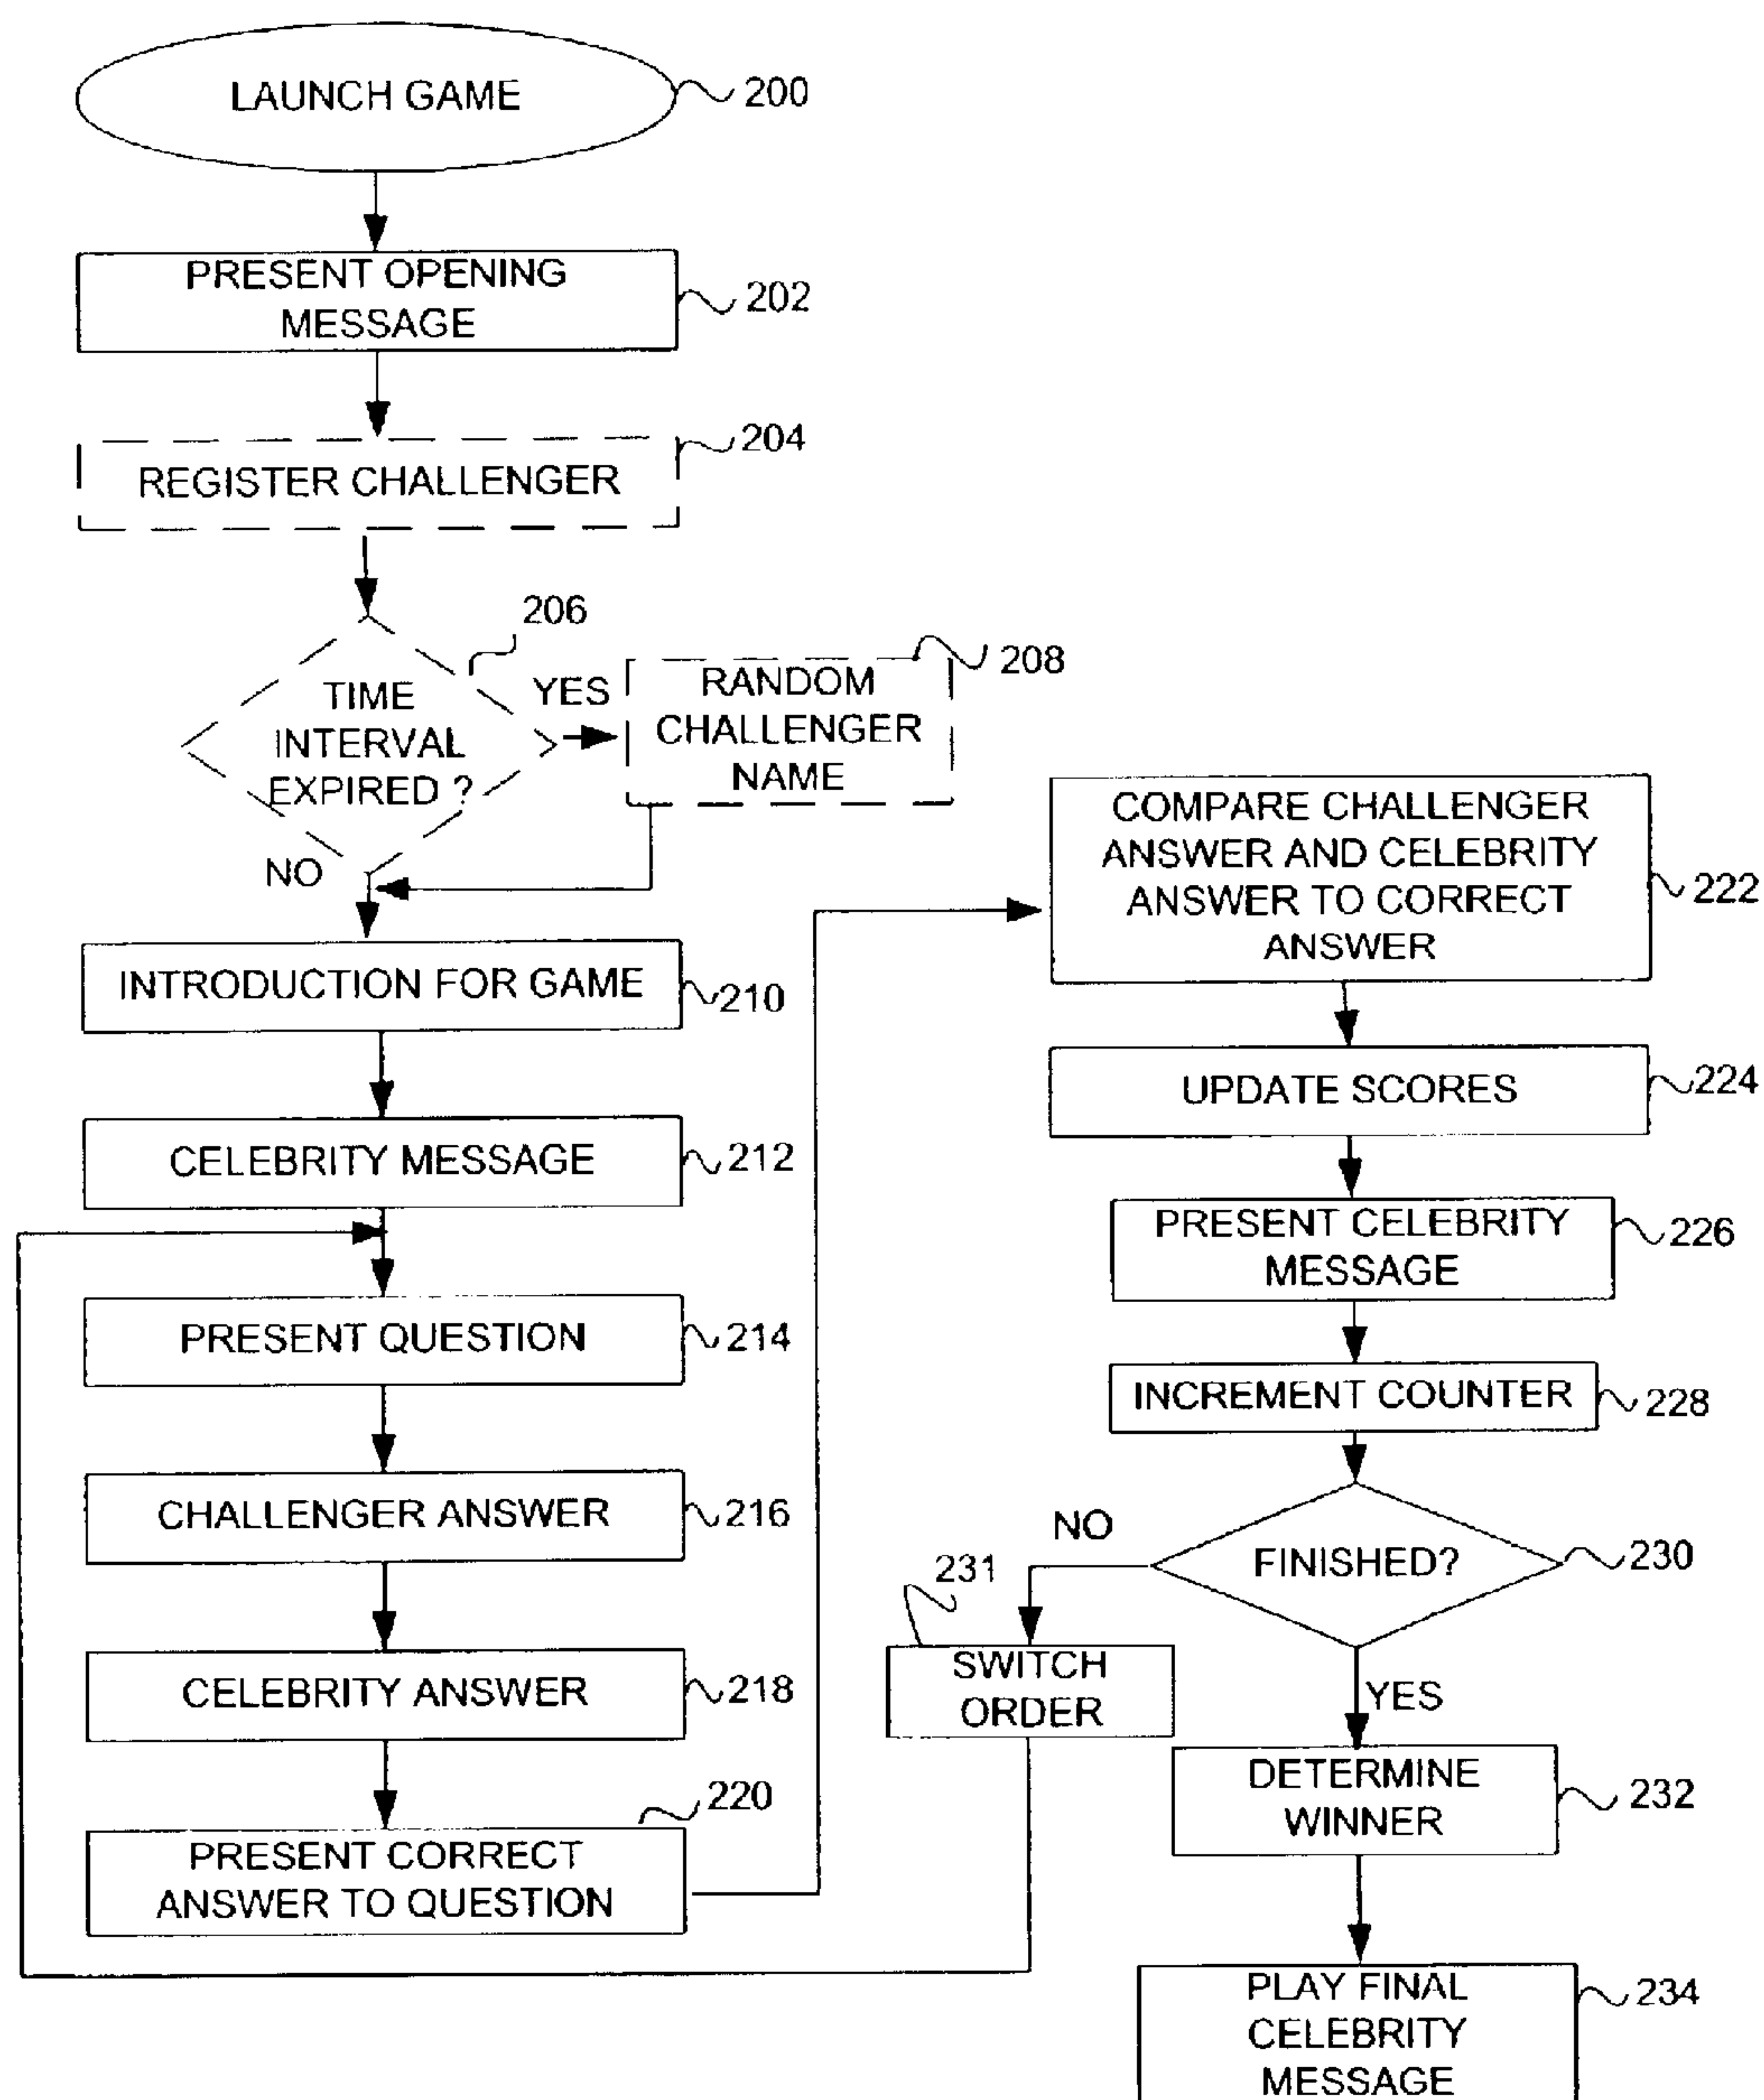 LAUNCH GAME
200
PRESENT OPENING
MESSAGE
202
REGISTER CHALLENGER
204
TIME
INTERVAL
EXPIRED ?
206
YES
NO
RANDOM
CHALLENGER
NAME
208
INTRODUCTION FOR GAME
210
CELEBRITY MESSAGE
212
PRESENT QUESTION
214
CHALLENGER ANSWER
216
CELEBRITY ANSWER
218
PRESENT CORRECT
ANSWER TO QUESTION
220
COMPARE CHALLENGER
ANSWER AND CELEBRITY
ANSWER TO CORRECT
ANSWER
222
UPDATE SCORES
224
PRESENT CELEBRITY
MESSAGE
226
INCREMENT COUNTER
228
FINISHED?
230
NO
231
SWITCH
ORDER
YES
DETERMINE
WINNER
232
PLAY FINAL
CELEBRITY
MESSAGE
234